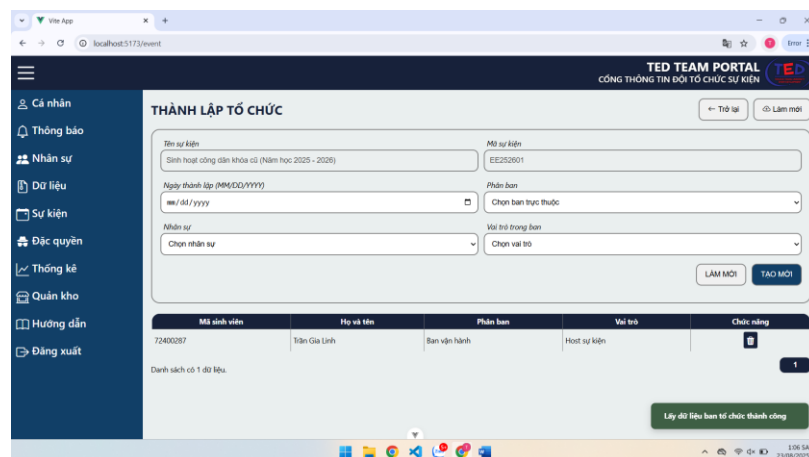 Vite App
localhost:5173/event
Error
TED TEAM PORTAL
CỔNG THÔNG TIN ĐỘI TỔ CHỨC SỰ KIỆN
TED
Cá nhân
Thông báo
Nhân sự
Dữ liệu
Sự kiện
Đặc quyền
Thống kê
Quản kho
Hướng dẫn
Đăng xuất
THÀNH LẬP TỔ CHỨC
← Trở lại
Làm mới
Tên sự kiện
Mã sự kiện
Sinh hoạt công dân khóa cũ (Năm học 2025 - 2026)
EE252601
Ngày thành lập (MM/DD/YYYY)
Phân ban
mm/dd/yyyy
Chọn ban trực thuộc
Nhân sự
Vai trò trong ban
Chọn nhân sự
Chọn vai trò
LÀM MỚI
TẠO MỚI
Mã sinh viên Họ và tên Phân ban Vai trò Chức năng
72400287 Trần Gia Linh Ban vận hành Host sự kiện
Danh sách có 1 dữ liệu.
1
Lấy dữ liệu ban tổ chức thành công